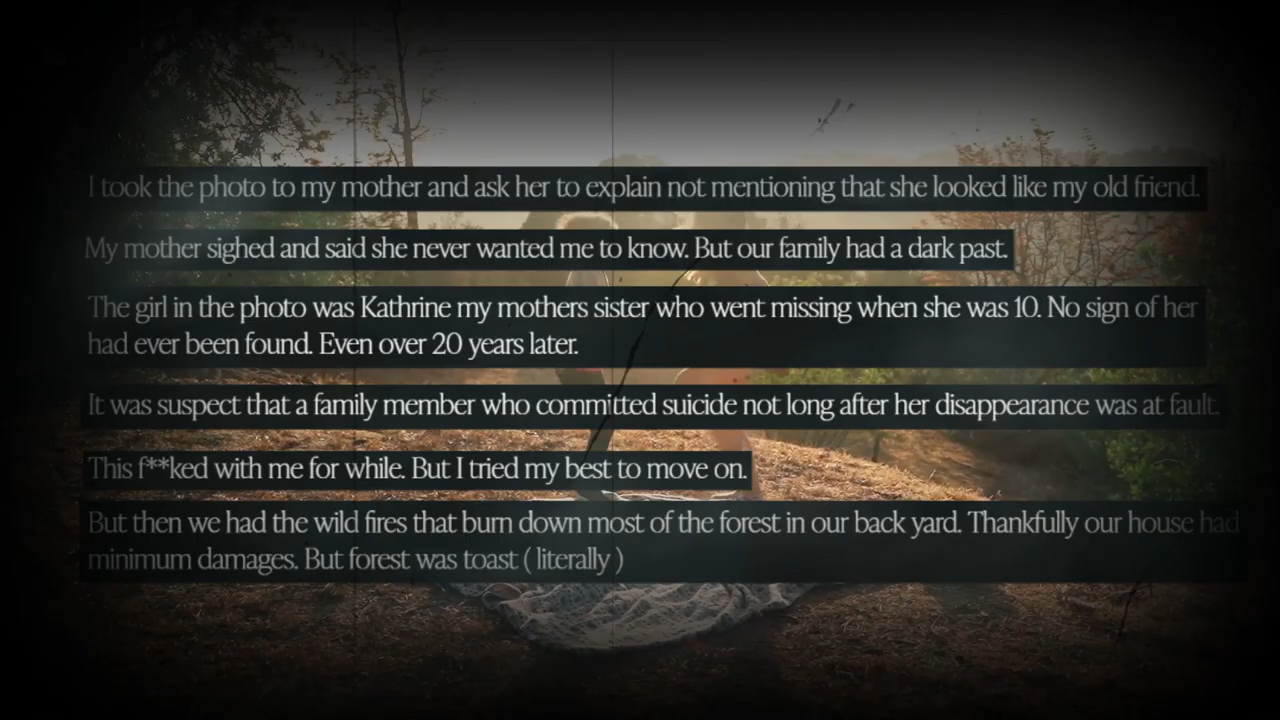 I took the photo to my mother and ask her to explain not mentioning that she looked like my old friend.
My mother sighed and said she never wanted me to know. But our family had a dark past.
The girl in the photo was Kathrine my mothers sister who went missing when she was 10. No sign of her
had ever been found. Even over 20 years later.
It was suspect that a family member who committed suicide not long after her disappearance was at fault.
This f**ked with me for while. But I tried my best to move on.
But then we had the wild fires that burn down most of the forest in our back yard. Thankfully our house had
minimum damages. But forest was toast ( literally )